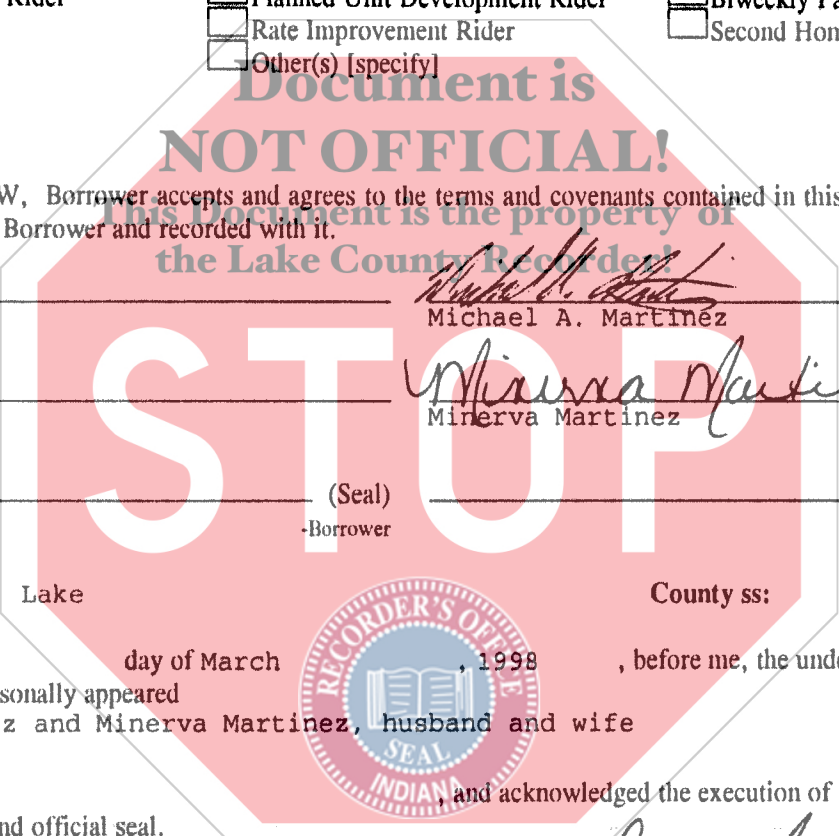 Rider Planned Unit Development Rider Biweekly Pa
Rate Improvement Rider Second Hom
Other(s) [specify]
Document is
NOT OFFICIAL!
W, Borrower accepts and agrees to the terms and covenants contained in this
This Document is the property of
Borrower and recorded with it.
the Lake County Recorder!
Michael A. Martinez
Minerva Marti
Minerva Martinez
STOP
(Seal)
-Borrower
Lake County ss:
day of March , 1998 , before me, the unde
sonally appeared
z and Minerva Martinez, husband and wife
RECORDER'S OFFICE
SEAL
INDIANA
, and acknowledged the execution of
nd official seal.